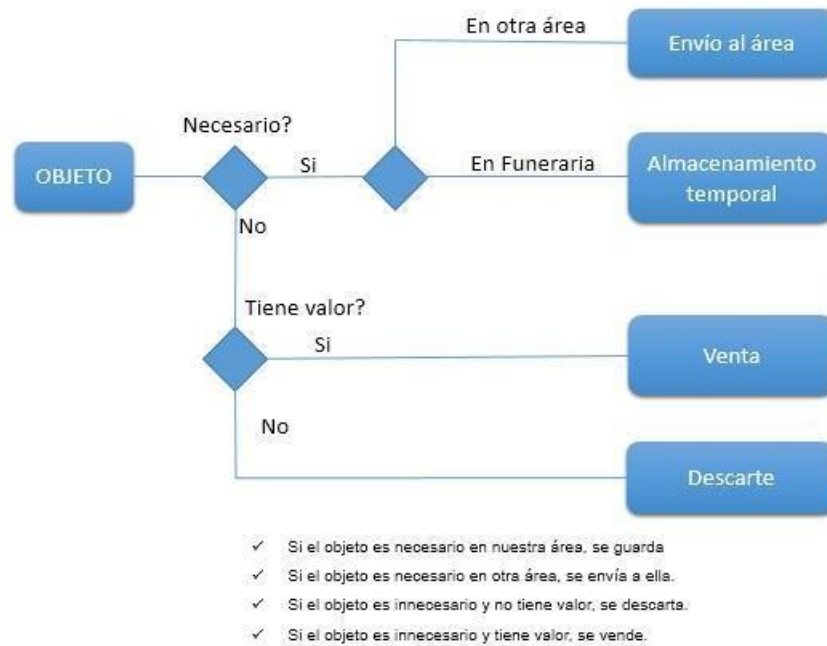 En otra área
Envío al área
Necesario?
OBJETO
Si
En Funeraria
Almacenamiento
temporal
No
Tiene valor?
Si
Venta
No
Descarte
✓ Si el objeto es necesario en nuestra área, se guarda
✓ Si el objeto es necesario en otra área, se envía a ella.
✓ Si el objeto es innecesario y no tiene valor, se descarta.
✓ Si el objeto es innecesario y tiene valor, se vende.